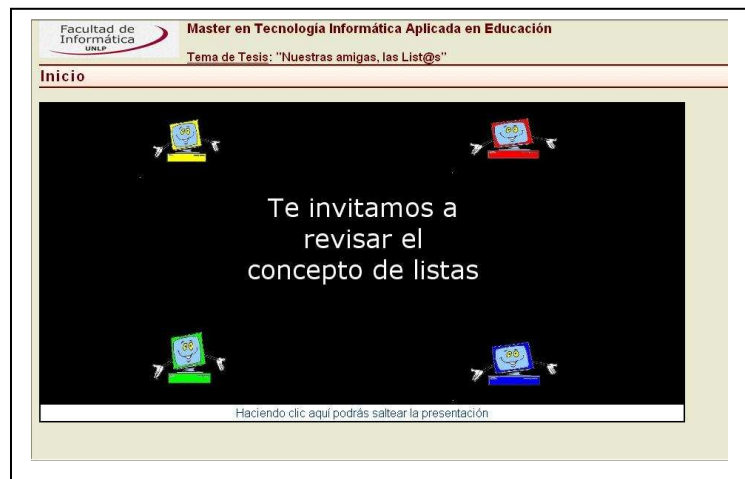 Facultad de
Informática
UNLP
Master en Tecnología Informática Aplicada en Educación
Tema de Tesis: "Nuestras amigas, las List@s"
Inicio
Te invitamos a
revisar el
concepto de listas
Haciendo clic aquí podrás saltear la presentación